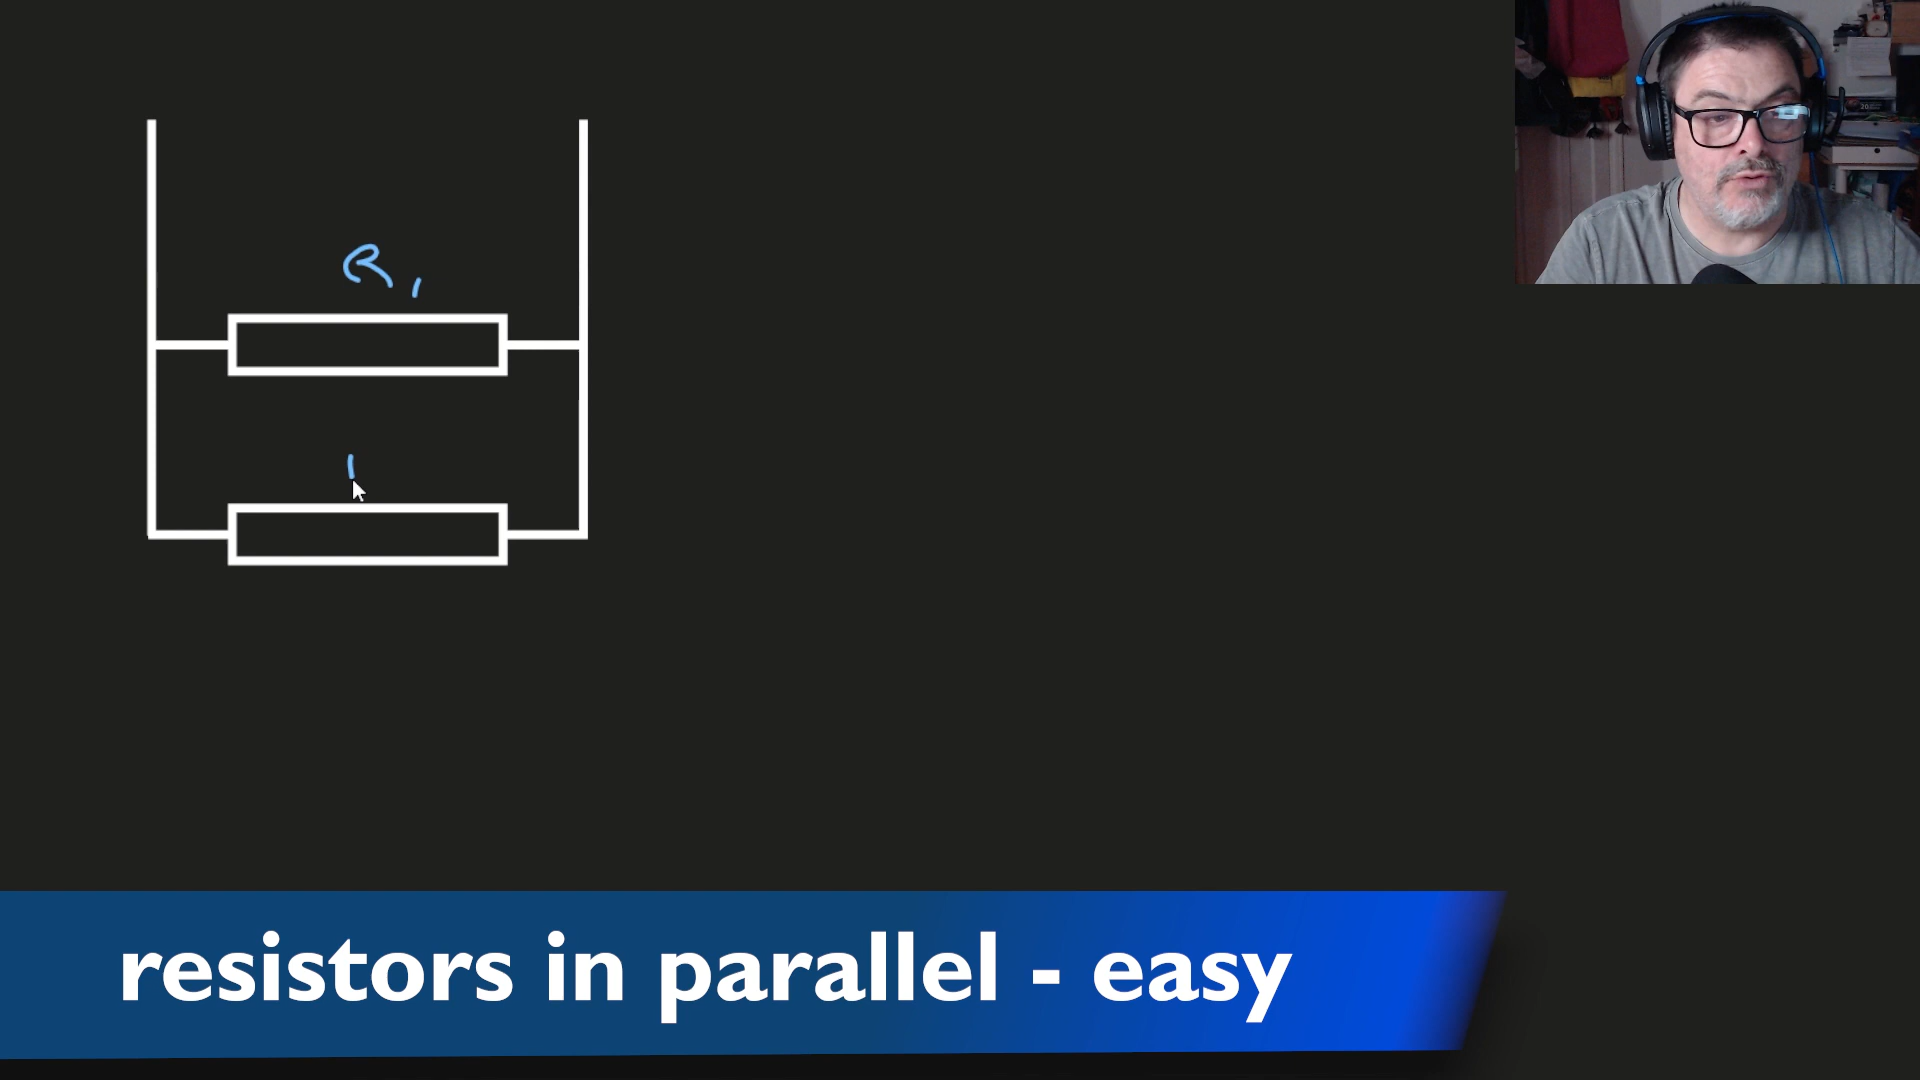 R1
resistors in parallel - easy